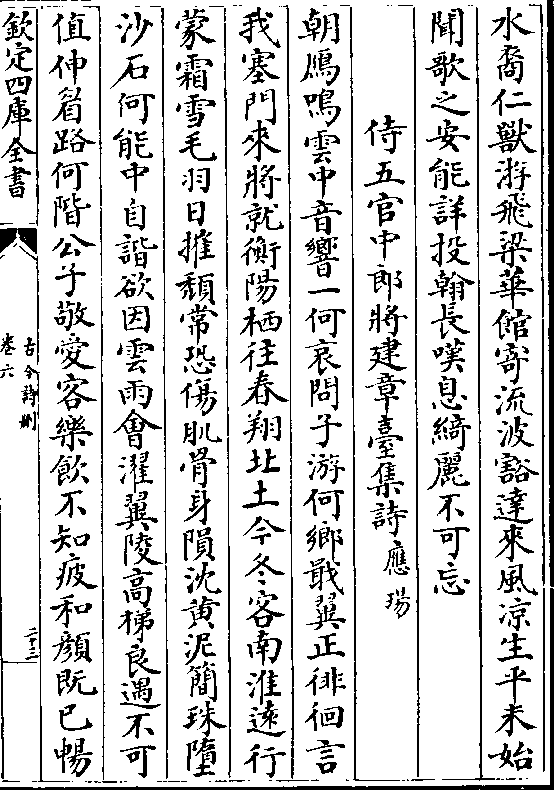 水裔仁獸游飛梁華館寄流波豁達來風凉生平未始
聞歌之安能詳投翰長嘆息綺麗不可忘
侍五官中郎將建章臺集詩應瑒
朝鴈鳴雲中音響一何哀問子游何鄉戢翼正徘徊言
我塞門來將就衡陽栖往春翔北土今冬客南淮遠行
蒙霜雪毛羽日摧頹常恐傷肌骨身隕沈黄泥簡珠墮
沙石何能中自諧欲因雲雨會濯翼陵高梯良遇不可
值伸眉路何階公子敬愛客樂飲不知疲和顏既已暢
欽定四庫全書
古今詩刪
卷六
二十三